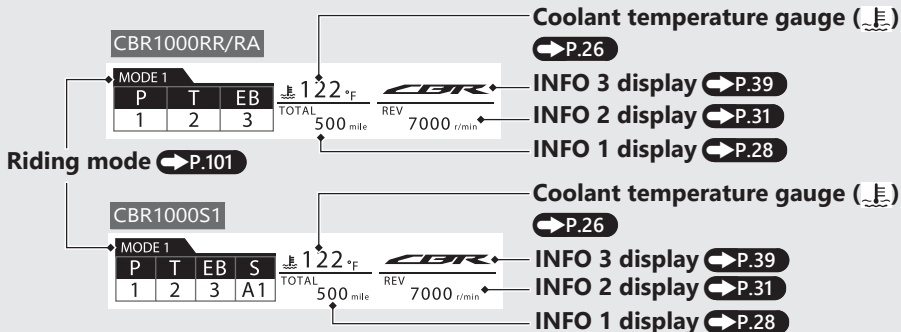 Coolant temperature gauge ( )
P.26
CBR1000RR/RA
MODE 1
P T EB
1 2 3
122 °F
TOTAL
500 mile
CBR
REV
7000 r/min
INFO 3 display P.39
INFO 2 display P.31
INFO 1 display P.28
Riding mode P.101
Coolant temperature gauge ( )
P.26
CBR1000S1
MODE 1
P T EB S
1 2 3 A1
122 °F
TOTAL
500 mile
CBR
REV
7000 r/min
INFO 3 display P.39
INFO 2 display P.31
INFO 1 display P.28